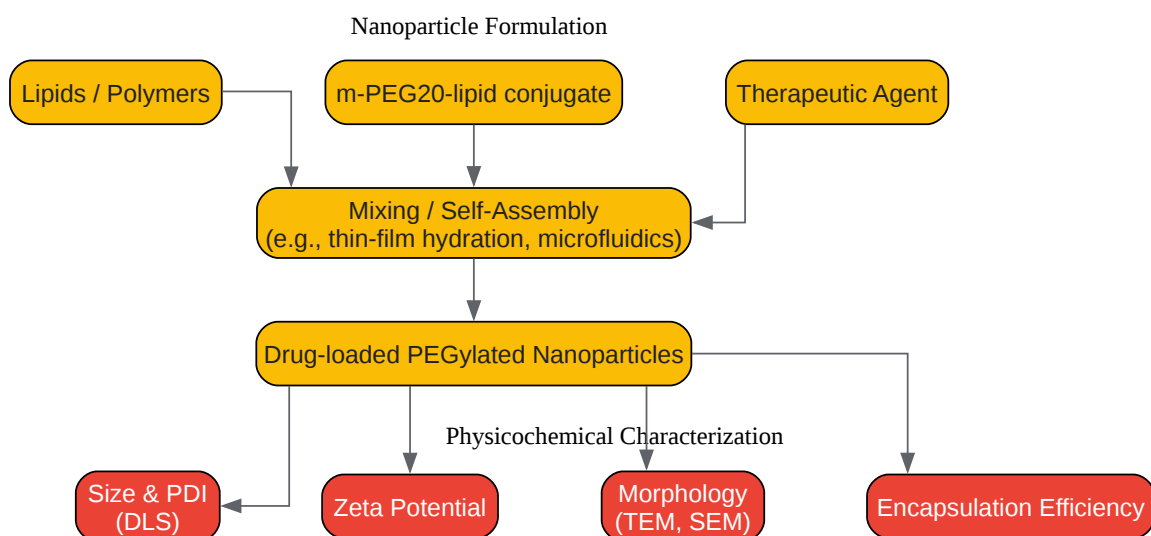 Nanoparticle Formulation
Lipids / Polymers
m-PEG20-lipid conjugate
Therapeutic Agent
Mixing / Self-Assembly
(e.g., thin-film hydration, microfluidics)
Drug-loaded PEGylated Nanoparticles
Physicochemical Characterization
Size & PDI
(DLS)
Zeta Potential
Morphology
(TEM, SEM)
Encapsulation Efficiency